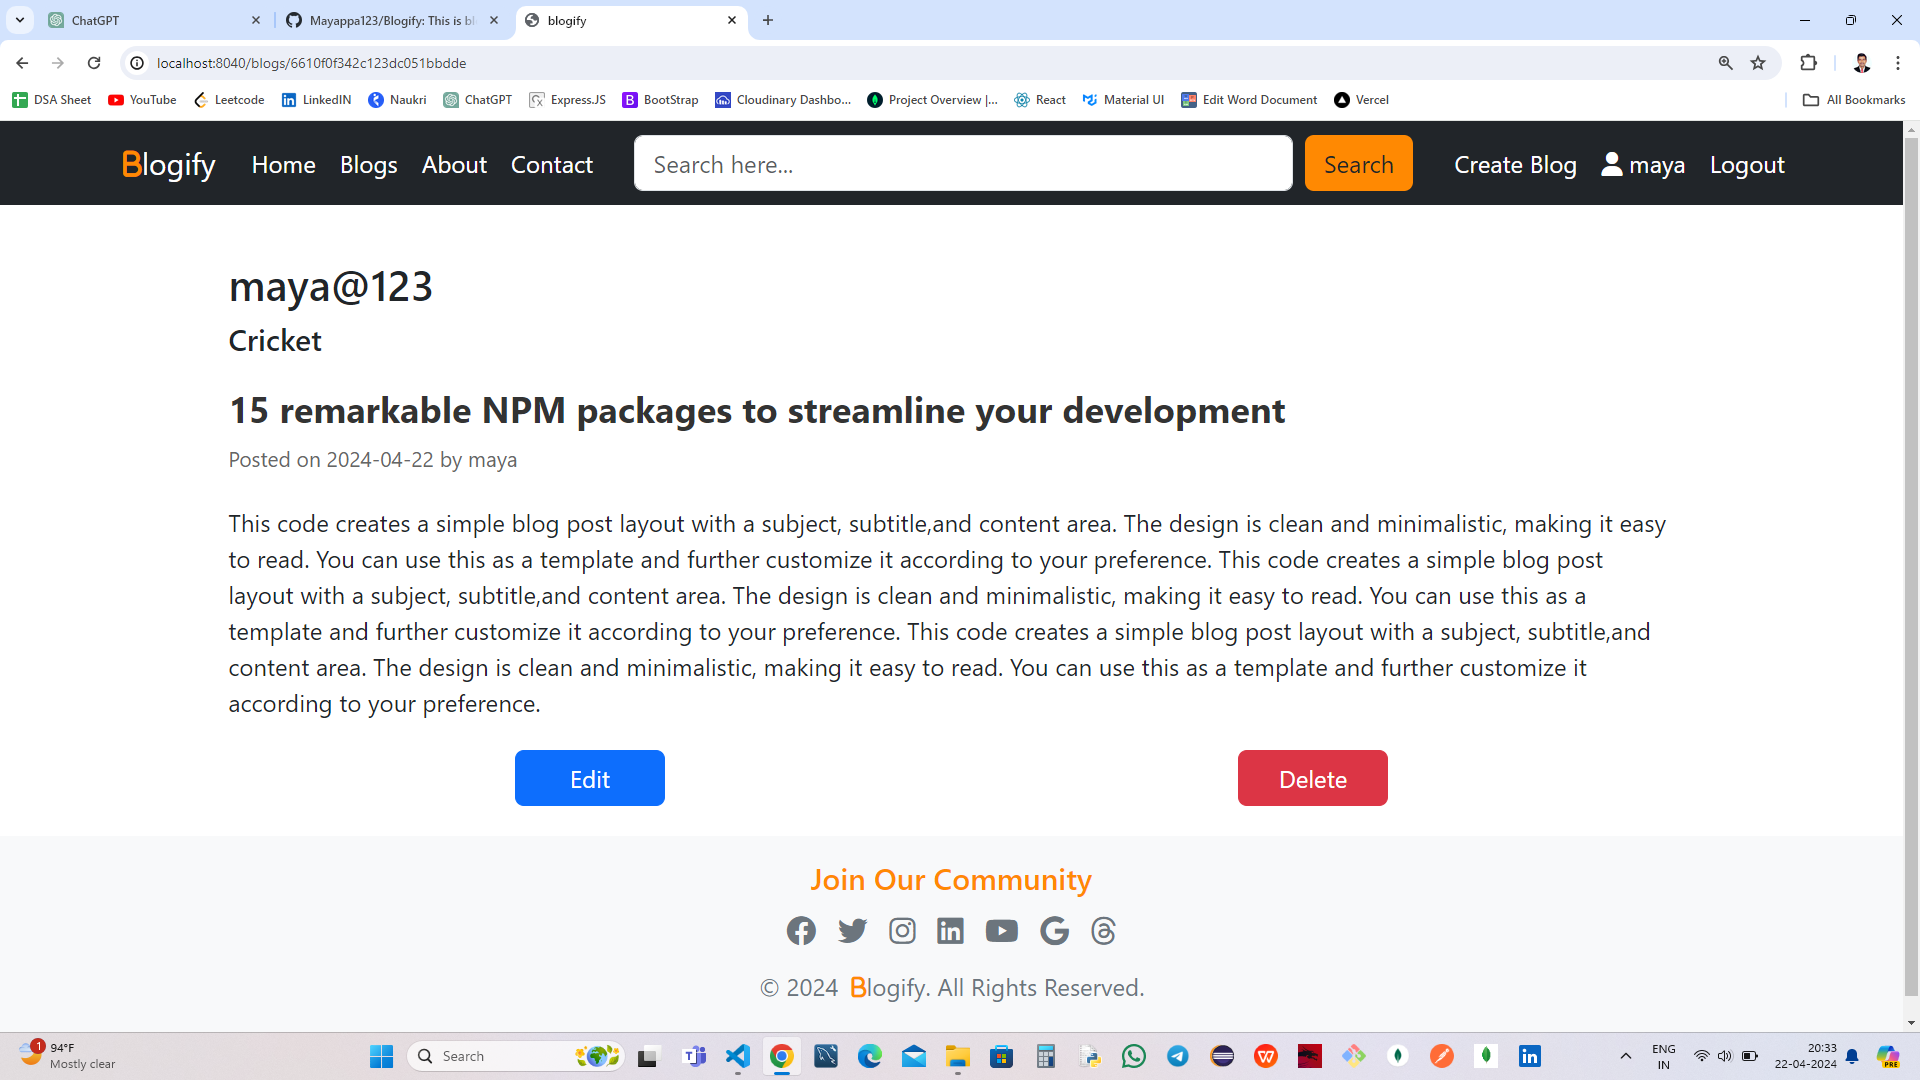 ChatGPT
Mayappa123/Blogify: This is bl
blogify
localhost:8040/blogs/6610f0f342c123dc051bbdde
DSA Sheet YouTube Leetcode LinkedIN Naukri ChatGPT Express.JS BootStrap Cloudinary Dashbo... Project Overview |... React Material UI Edit Word Document Vercel All Bookmarks
Blogify Home Blogs About Contact Search here... Search Create Blog maya Logout
maya@123
Cricket
15 remarkable NPM packages to streamline your development
Posted on 2024-04-22 by maya
This code creates a simple blog post layout with a subject, subtitle,and content area. The design is clean and minimalistic, making it easy
to read. You can use this as a template and further customize it according to your preference. This code creates a simple blog post
layout with a subject, subtitle,and content area. The design is clean and minimalistic, making it easy to read. You can use this as a
template and further customize it according to your preference. This code creates a simple blog post layout with a subject, subtitle,and
content area. The design is clean and minimalistic, making it easy to read. You can use this as a template and further customize it
according to your preference.
Edit Delete
Join Our Community
© 2024 Blogify. All Rights Reserved.
1
94°F
Mostly clear
Search
ENG
IN
20:33
22-04-2024
PRE